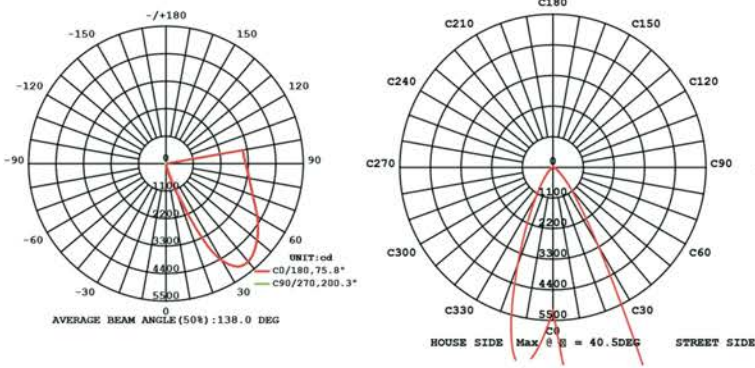 -/+180
-150
150
-120
120
-90
90
-60
60
-30
30
0
0
1100
2200
3300
4400
5500
UNIT:cd
C0/180,75.8°
C90/270,200.3°
AVERAGE BEAM ANGLE(50%):138.0 DEG
C180
C210
C150
C240
C120
C270
C90
C300
C60
C330
C30
C0
0
1100
2200
3300
4400
5500
HOUSE SIDE Max @ = 40.5DEG STREET SIDE